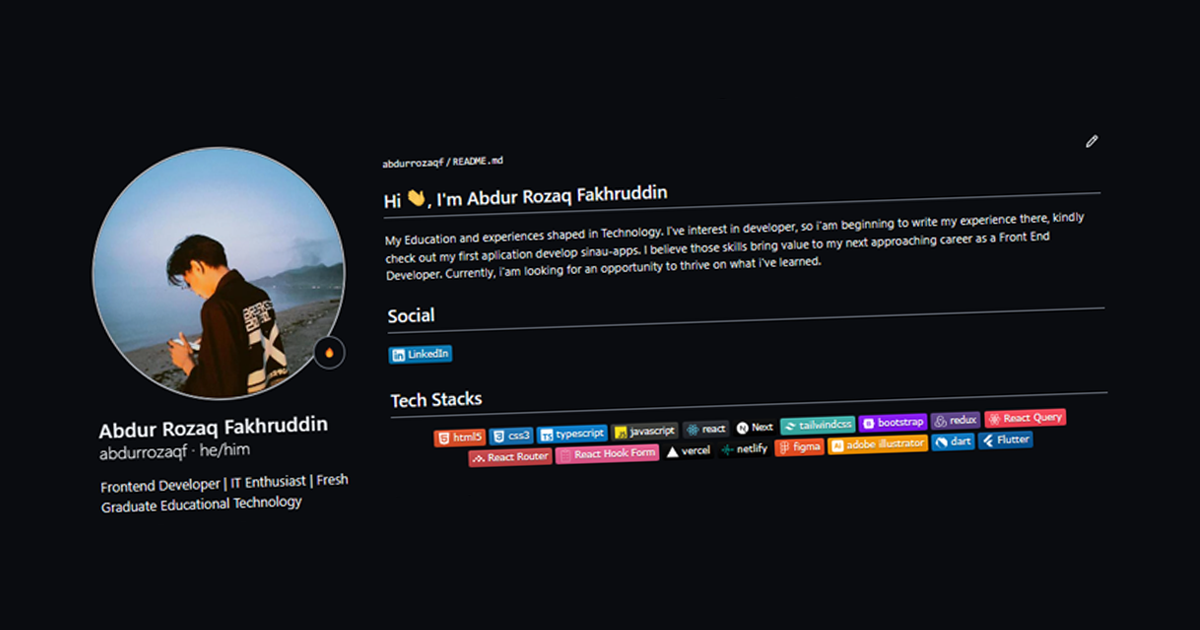 abdurrozaqf / README.md
Hi 👋, I'm Abdur Rozaq Fakhruddin
My Education and experiences shaped in Technology. I've interest in developer, so i'am beginning to write my experience there, kindly
check out my first aplication develop sinau-apps. I believe those skills bring value to my next approaching career as a Front End
Developer. Currently, i'am looking for an opportunity to thrive on what i've learned.
Social
in LinkedIn
Tech Stacks
html5 css3 TS typescript javascript react N Next tailwindcss B bootstrap redux React Query
React Router React Hook Form vercel netlify figma Ai adobe illustrator dart Flutter
Abdur Rozaq Fakhruddin
abdurrozaqf · he/him
Frontend Developer | IT Enthusiast | Fresh
Graduate Educational Technology